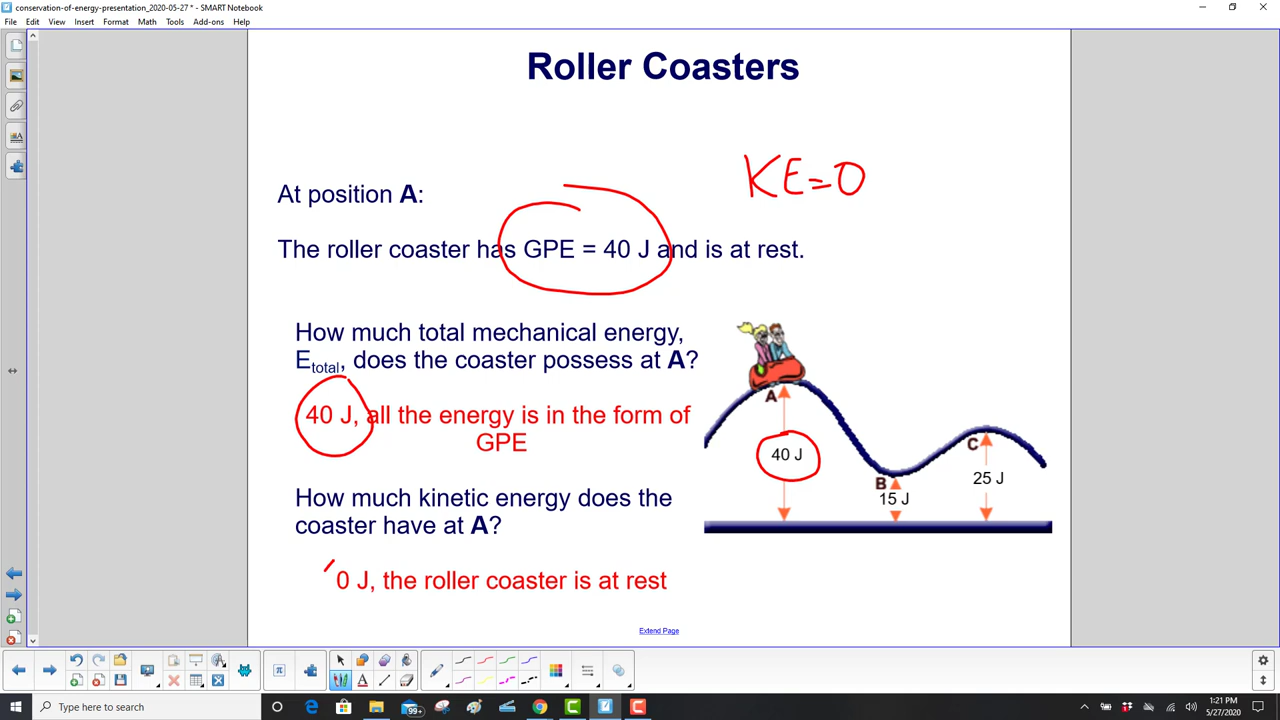 conservation-of-energy-presentation_2020-05-27 * - SMART Notebook
File Edit View Insert Format Math Tools Add-ons Help
Roller Coasters
KE=0
At position A:
The roller coaster has GPE = 40 J and is at rest.
How much total mechanical energy,
Etotal, does the coaster possess at A?
40 J, all the energy is in the form of
GPE
How much kinetic energy does the
coaster have at A?
0 J, the roller coaster is at rest
A
40 J
B
15 J
C
25 J
Extend Page
Type here to search
99+
1:21 PM
5/27/2020